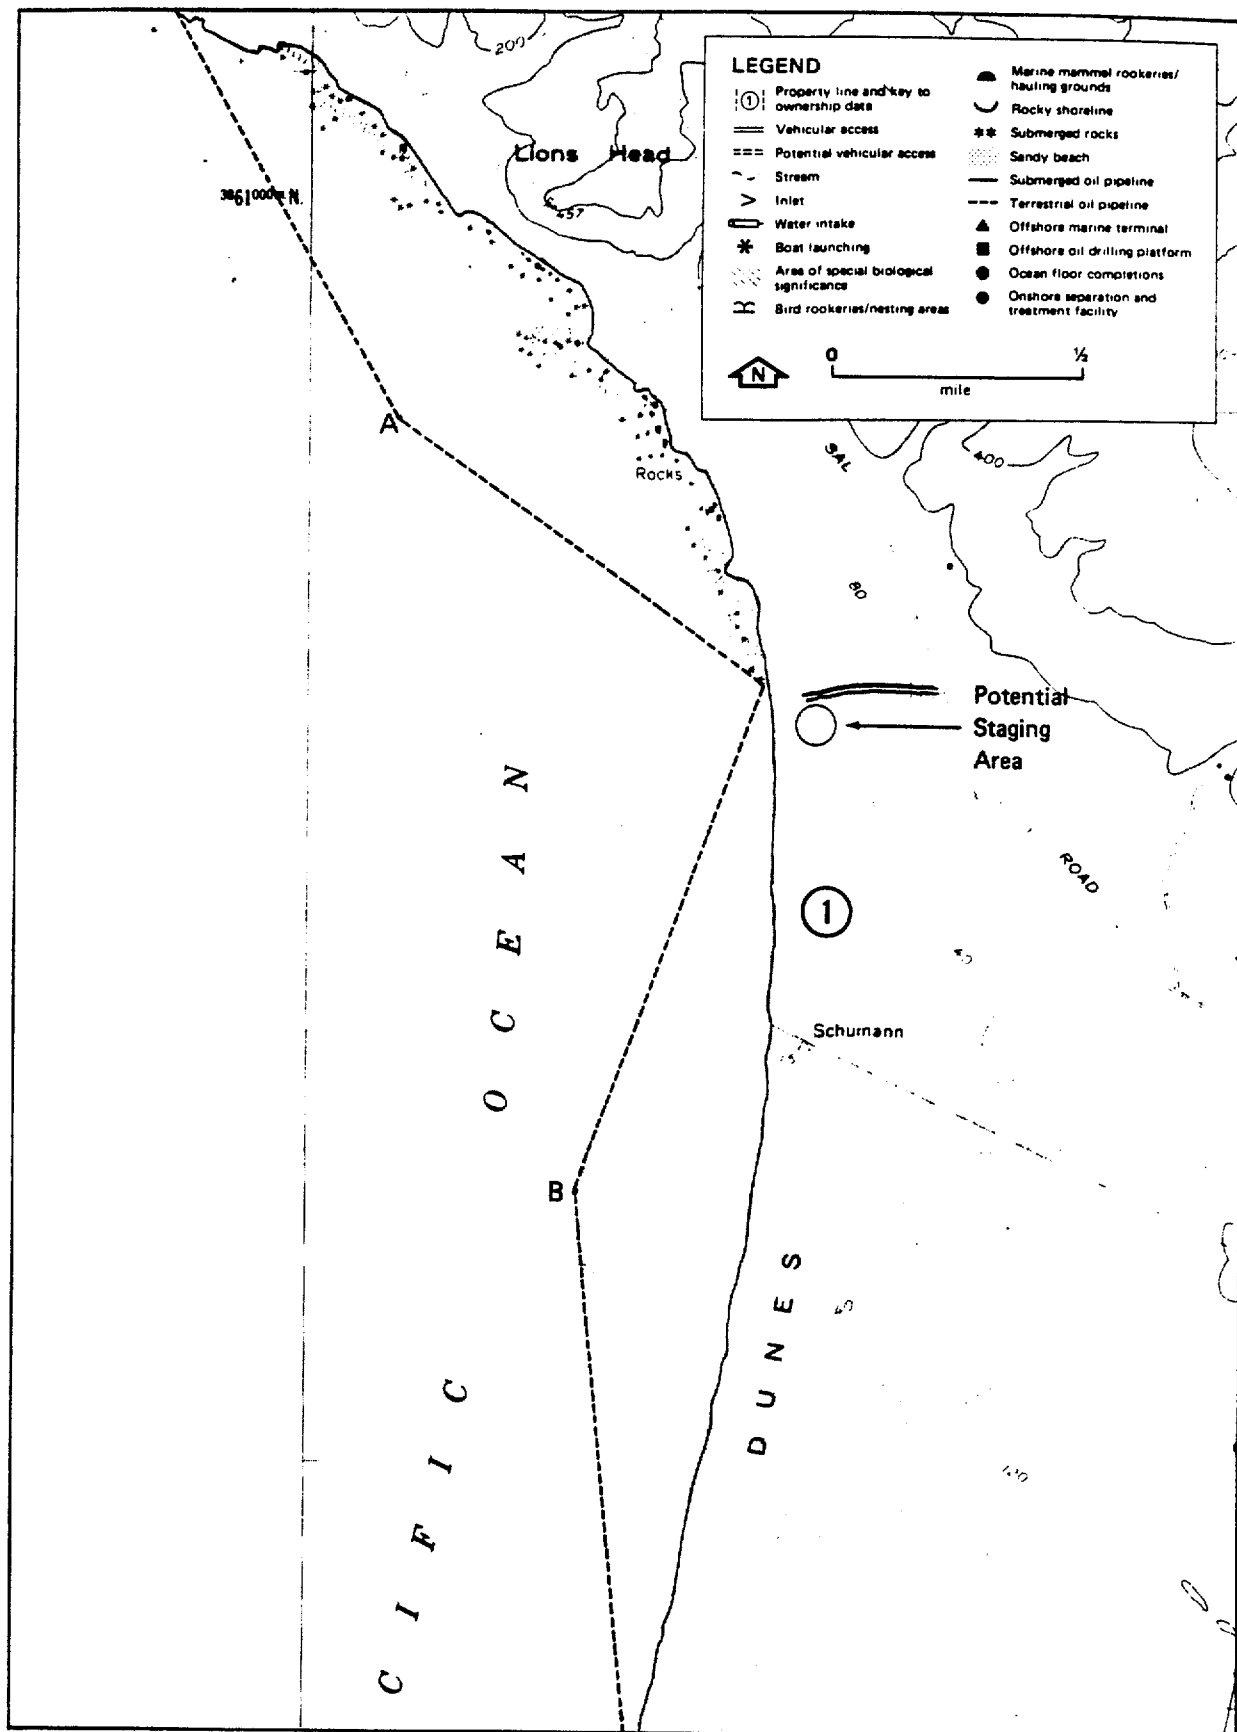 200
Lions Head
457
3861000m N.
LEGEND
1 Property line and key to
ownership data
Vehicular access
Potential vehicular access
Stream
Inlet
Water intake
Boat launching
Area of special biological
significance
Bird rookeries/nesting areas
Marine mammel rookeries/
hauling grounds
Rocky shoreline
Submerged rocks
Sandy beach
Submerged oil pipeline
Terrestrial oil pipeline
Offshore marine terminal
Offshore oil drilling platform
Ocean floor completions
Onshore separation and
treatment facility
N
0 ½
mile
A
Rocks
SAL
400
80
Potential
Staging
Area
ROAD
1
Schumann
B
OCEAN
CIFIC
DUNES
120